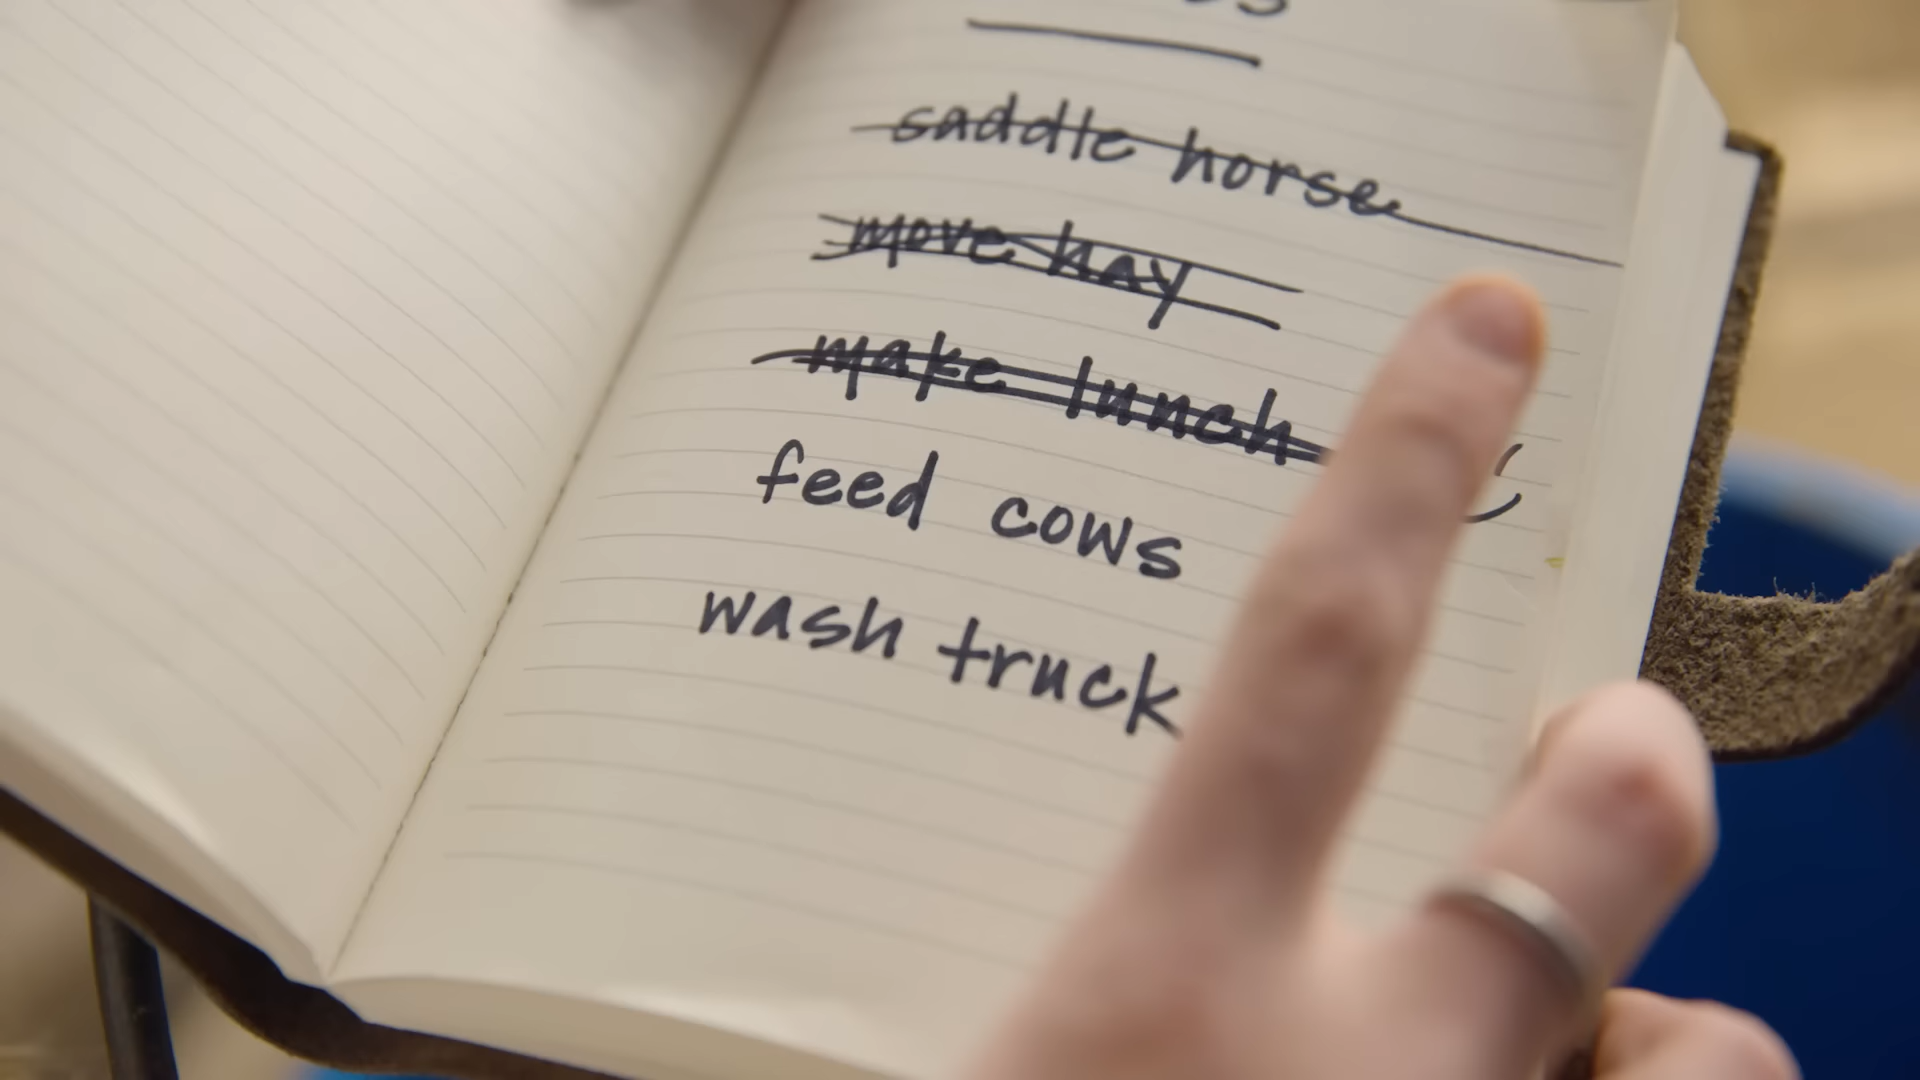 saddle horse
move hay
make lunch
feed cows
wash truck